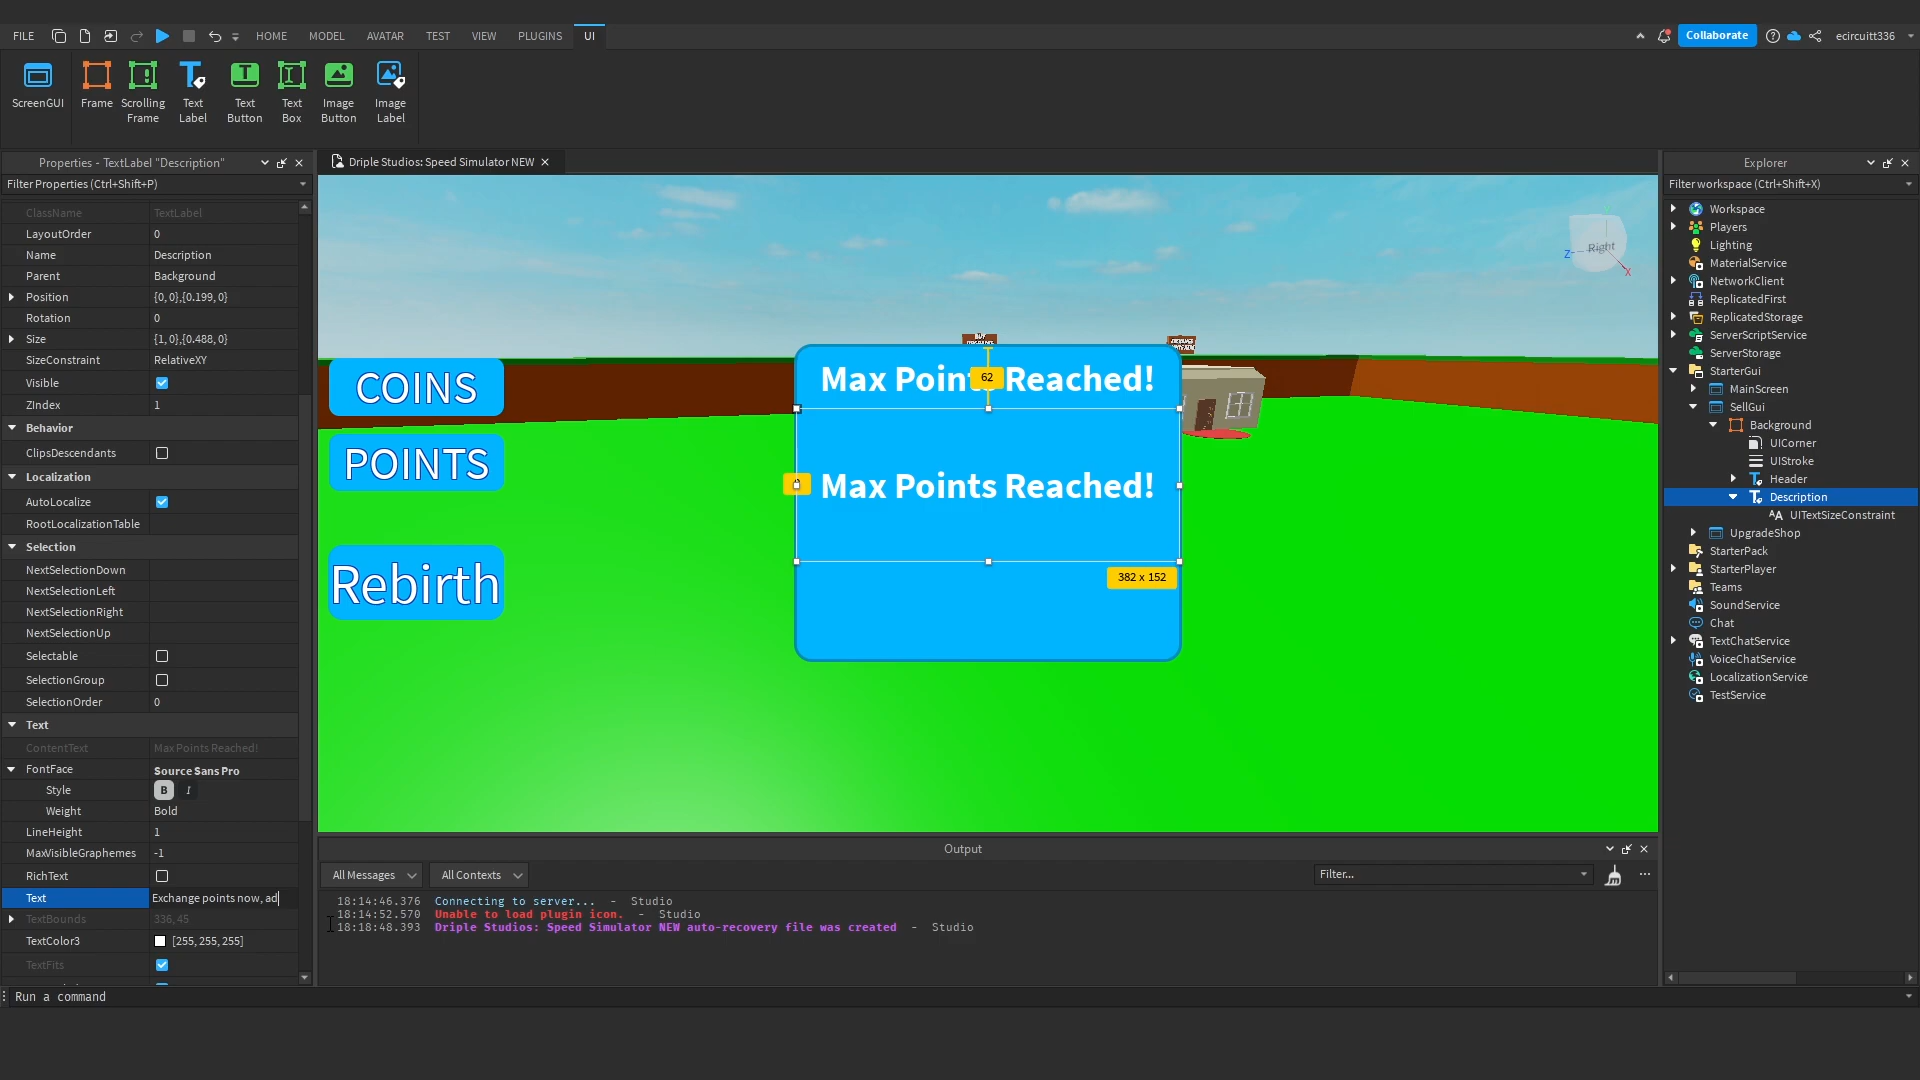 FILE HOME MODEL AVATAR TEST VIEW PLUGINS UI Collaborate ecircuitt336
ScreenGUI Frame Scrolling Frame Text Label Text Button Text Box Image Button Image Label
Properties - TextLabel "Description"
Filter Properties (Ctrl+Shift+P)
ClassName TextLabel
LayoutOrder 0
Name Description
Parent Background
Position {0, 0},{0.199, 0}
Rotation 0
Size {1, 0},{0.488, 0}
SizeConstraint RelativeXY
Visible
ZIndex 1
Behavior
ClipsDescendants
Localization
AutoLocalize
RootLocalizationTable
Selection
NextSelectionDown
NextSelectionLeft
NextSelectionRight
NextSelectionUp
Selectable
SelectionGroup
SelectionOrder 0
Text
ContentText Max Points Reached!
FontFace Source Sans Pro
Style B I
Weight Bold
LineHeight 1
MaxVisibleGraphemes -1
RichText
Text Exchange points now, ad
TextBounds 336, 45
TextColor3 [255, 255, 255]
TextFits
Driple Studios: Speed Simulator NEW
Right
Z
X
COINS
POINTS
Rebirth
Max Points Reached!
62
Max Points Reached!
382 x 152
Output
All Messages All Contexts Filter...
18:14:46.376 Connecting to server... - Studio
18:14:52.570 Unable to load plugin icon. - Studio
18:18:48.393 Driple Studios: Speed Simulator NEW auto-recovery file was created - Studio
Explorer
Filter workspace (Ctrl+Shift+X)
Workspace
Players
Lighting
MaterialService
NetworkClient
ReplicatedFirst
ReplicatedStorage
ServerScriptService
ServerStorage
StarterGui
MainScreen
SellGui
Background
UICorner
UIStroke
Header
Description
UITextSizeConstraint
UpgradeShop
StarterPack
StarterPlayer
Teams
SoundService
Chat
TextChatService
VoiceChatService
LocalizationService
TestService
Run a command